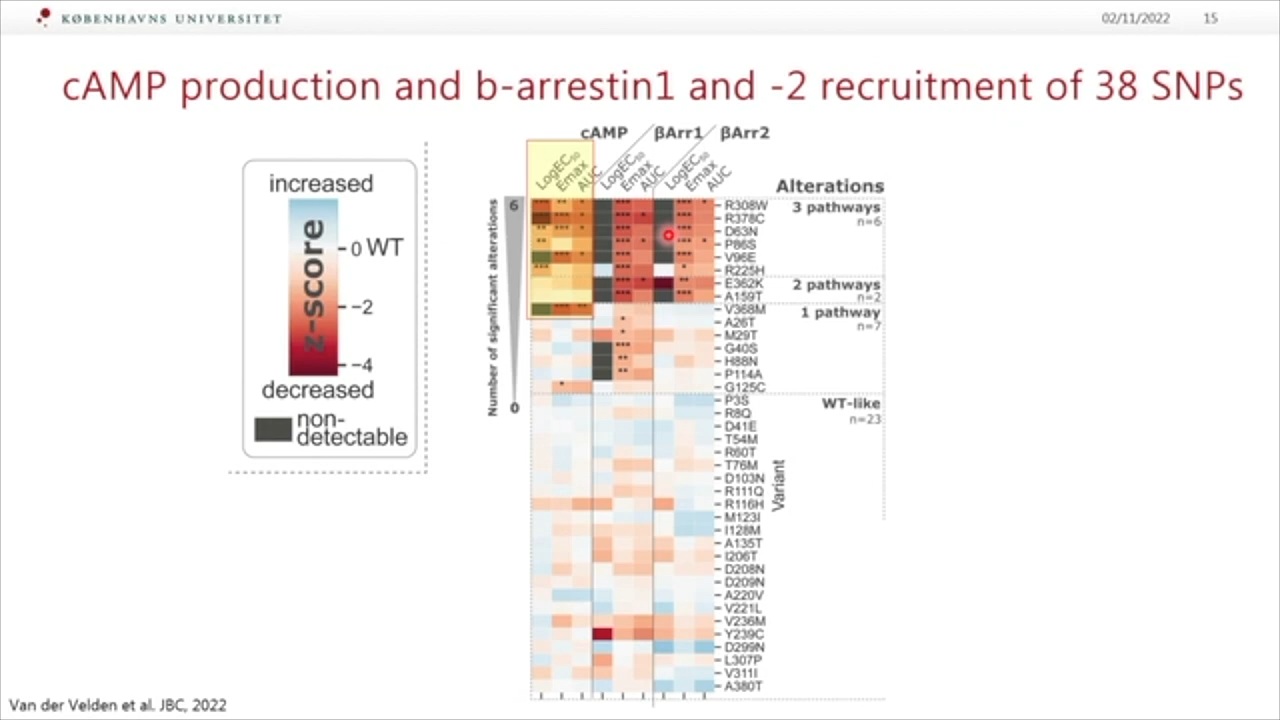 KØBENHAVNS UNIVERSITET
02/11/2022
15
cAMP production and b-arrestin1 and -2 recruitment of 38 SNPs
increased
z-score
0 WT
−2
−4
decreased
non-
detectable
cAMP
βArr1
βArr2
LogEC50
Emax
AUC
LogEC50
Emax
AUC
LogEC50
Emax
AUC
Alterations
Number of significant alterations
6
0
3 pathways
n=6
2 pathways
n=2
1 pathway
n=7
WT-like
n=23
Variant
R308W
R378C
D63N
P86S
V96E
R225H
E362K
A159T
V368M
A26T
M29T
G40S
H88N
P114A
G125C
P3S
R8Q
D41E
T54M
R60T
T76M
D103N
R111Q
R116H
M123I
I128M
A135T
I206T
D208N
D209N
A220V
V221L
V236M
Y239C
D299N
L307P
V311I
A380T
Van der Velden et al. JBC, 2022